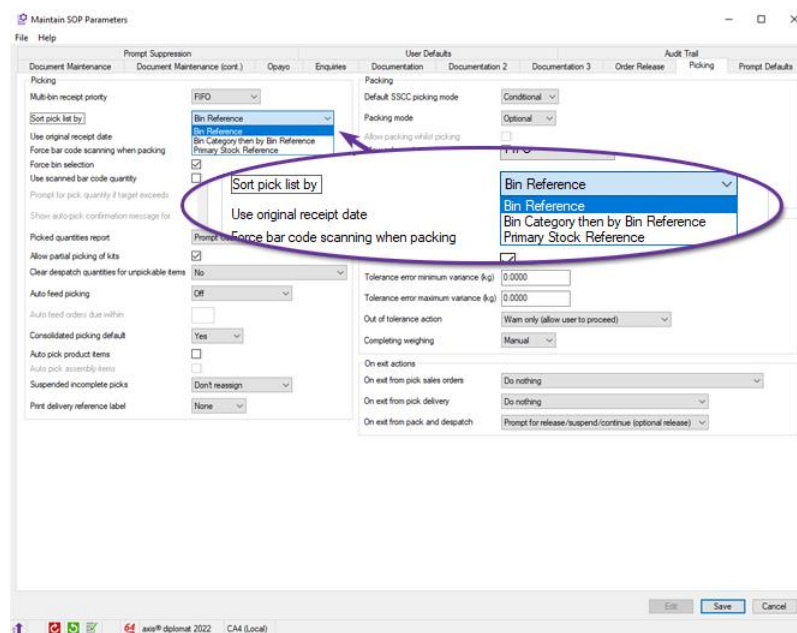 Maintain SOP Parameters
File Help
Prompt Suppression User Defaults Audit Trail
Document Maintenance Document Maintenance (cont.) Opayo Enquiries Documentation Documentation 2 Documentation 3 Order Release Picking Prompt Defaults
Picking
Multi-bin receipt priority FIFO
Sort pick list by Bin Reference
Bin Reference
Use original receipt date Bin Category then by Bin Reference
Force bar code scanning when packing Primary Stock Reference
Force bin selection
Use scanned bar code quantity
Prompt for pick quantity if target exceeds
Show auto-pick confirmation message for
Picked quantities report Prompt
Allow partial picking of kits
Clear despatch quantities for unpickable items No
Auto feed picking Off
Auto feed orders due within
Consolidated picking default Yes
Auto pick product items
Auto pick assembly items
Suspended incomplete picks Don't reassign
Print delivery reference label None
Packing
Default SSCC picking mode Conditional
Packing mode Optional
Allow packing whilst picking
FIFO
Sort pick list by Bin Reference
Bin Reference
Use original receipt date Bin Category then by Bin Reference
Force bar code scanning when packing Primary Stock Reference
Tolerance error minimum variance (kg) 0.0000
Tolerance error maximum variance (kg) 0.0000
Out of tolerance action Warn only (allow user to proceed)
Completing weighing Manual
On exit actions
On exit from pick sales orders Do nothing
On exit from pick delivery Do nothing
On exit from pack and despatch Prompt for release/suspend/continue (optional release)
Edit Save Cancel
64 axis® diplomat 2022 CA4 (Local)